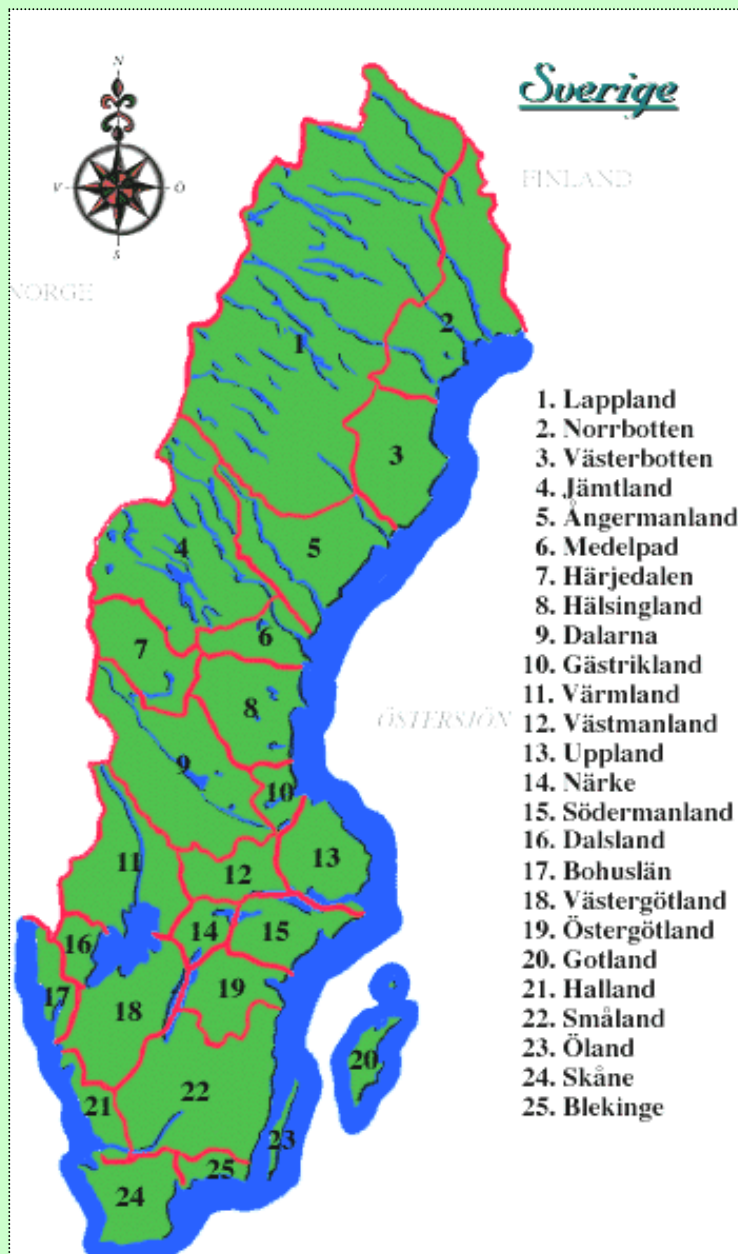 N
Sverige
V
O
FINLAND
S
NORGE
1
2
1. Lappland
2. Norrbotten
3. Västerbotten
4. Jämtland
5. Ångermanland
6. Medelpad
7. Härjedalen
8. Hälsingland
9. Dalarna
10. Gästrikland
11. Värmland
12. Västmanland
13. Uppland
14. Närke
15. Södermanland
16. Dalsland
17. Bohuslän
18. Västergötland
19. Östergötland
20. Gotland
21. Halland
22. Småland
23. Öland
24. Skåne
25. Blekinge
3
4
5
6
7
8
ÖSTERSJÖN
9
10
11
12
13
14
15
16
17
18
19
20
21
22
23
24
25